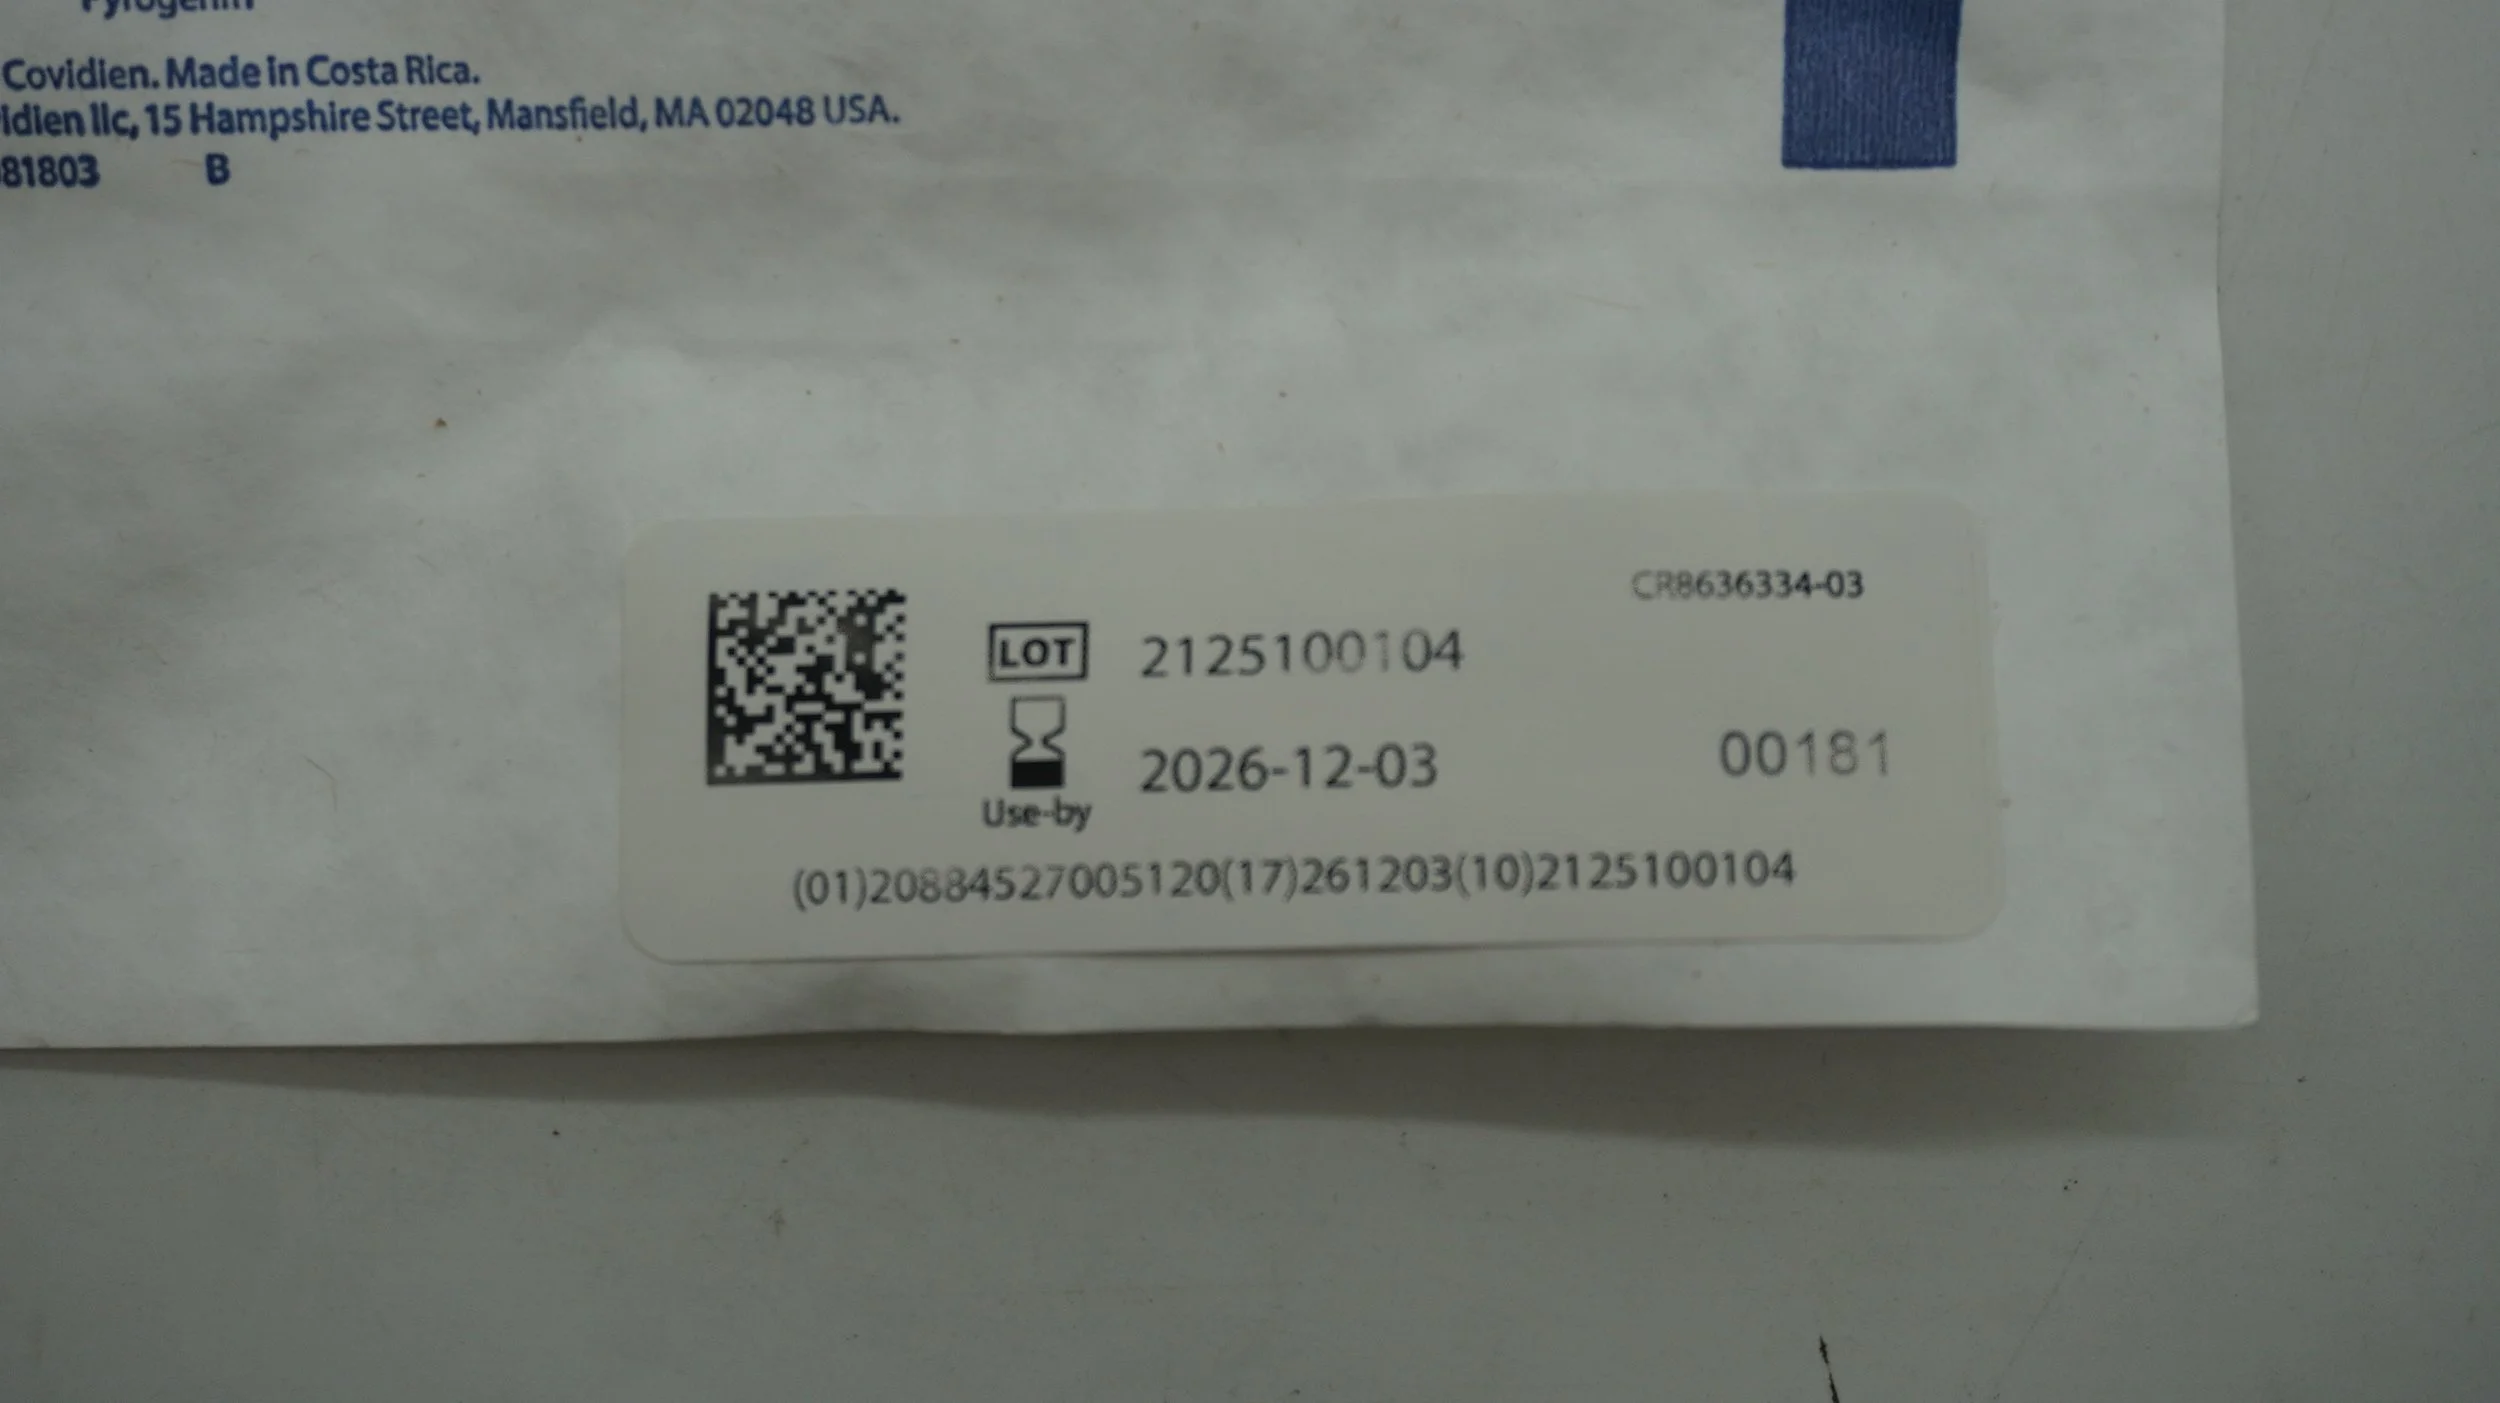 Covidien. Made in Costa Rica.
idien llc, 15 Hampshire Street, Mansfield, MA 02048 USA.
81803 B
CR8636334-03
LOT 2125100104
2026-12-03 00181
Use-by
(01)20884527005120(17)261203(10)2125100104